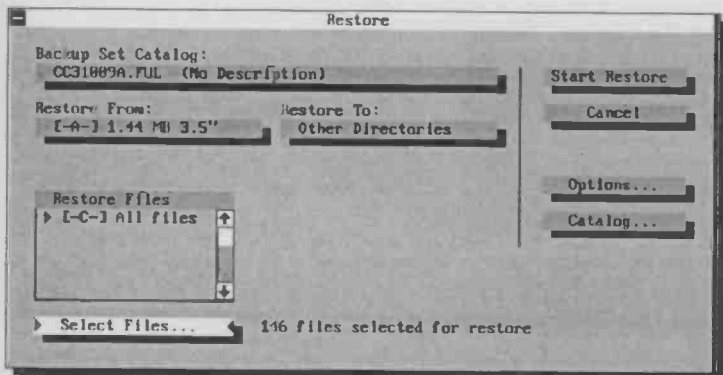 Restore
Backup Set Catalog:
CC31009A.FUL (No Description)
Restore From:
[-A-] 1.44 MB 3.5"
Restore To:
Other Directories
Start Restore
Cancel
Options...
Catalog...
Restore Files
[-C-] All files
Select Files...
146 files selected for restore